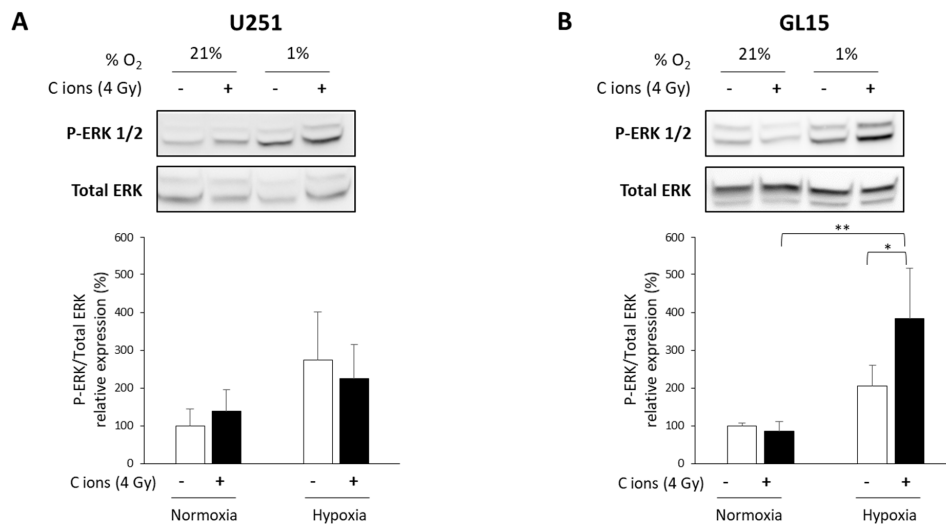 A
U251
% O2
21%
1%
C ions (4 Gy)
-
+
-
+
P-ERK 1/2
Total ERK
P-ERK/Total ERK
relative expression (%)
600
500
400
300
200
100
0
C ions (4 Gy)
-
+
-
+
Normoxia
Hypoxia
B
GL15
% O2
21%
1%
C ions (4 Gy)
-
+
-
+
P-ERK 1/2
Total ERK
P-ERK/Total ERK
relative expression (%)
600
500
400
300
200
100
0
**
*
C ions (4 Gy)
-
+
-
+
Normoxia
Hypoxia